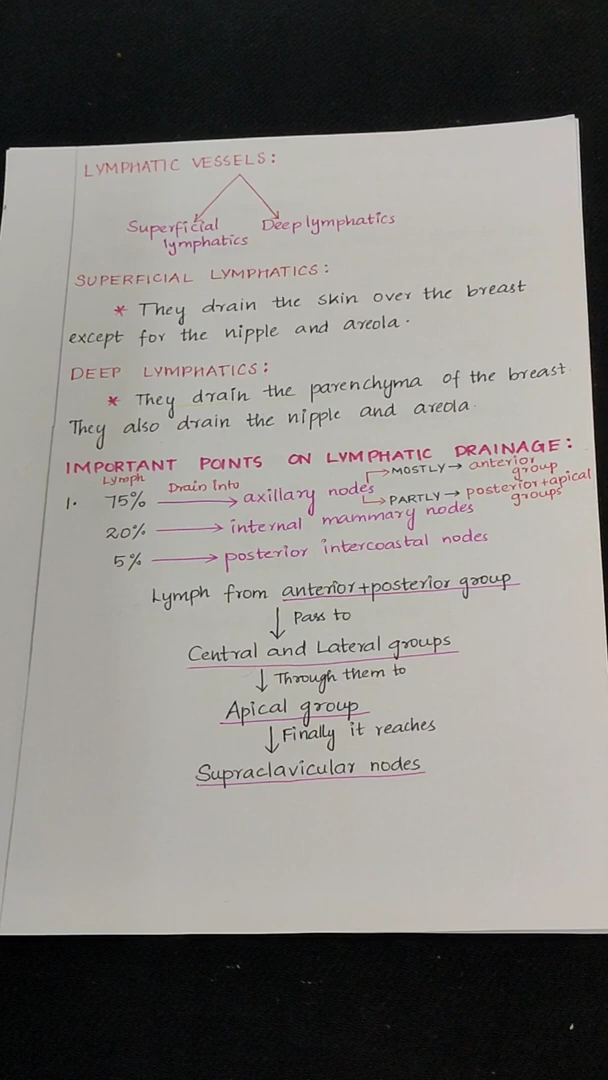 LYMPHATIC VESSELS:
Superficial lymphatics
Deep lymphatics
SUPERFICIAL LYMPHATICS:
* They drain the skin over the breast
except for the nipple and areola.
DEEP LYMPHATICS:
* They drain the parenchyma of the breast.
They also drain the nipple and areola.
IMPORTANT POINTS ON LYMPHATIC DRAINAGE:
Lymph Drain Into
1. 75% → axillary nodes → MOSTLY → anterior group
→ PARTLY → posterior+apical groups
20% → internal mammary nodes
5% → posterior intercoastal nodes
Lymph from anterior+posterior group
↓ Pass to
Central and Lateral groups
↓ Through them to
Apical group
↓ Finally it reaches
Supraclavicular nodes